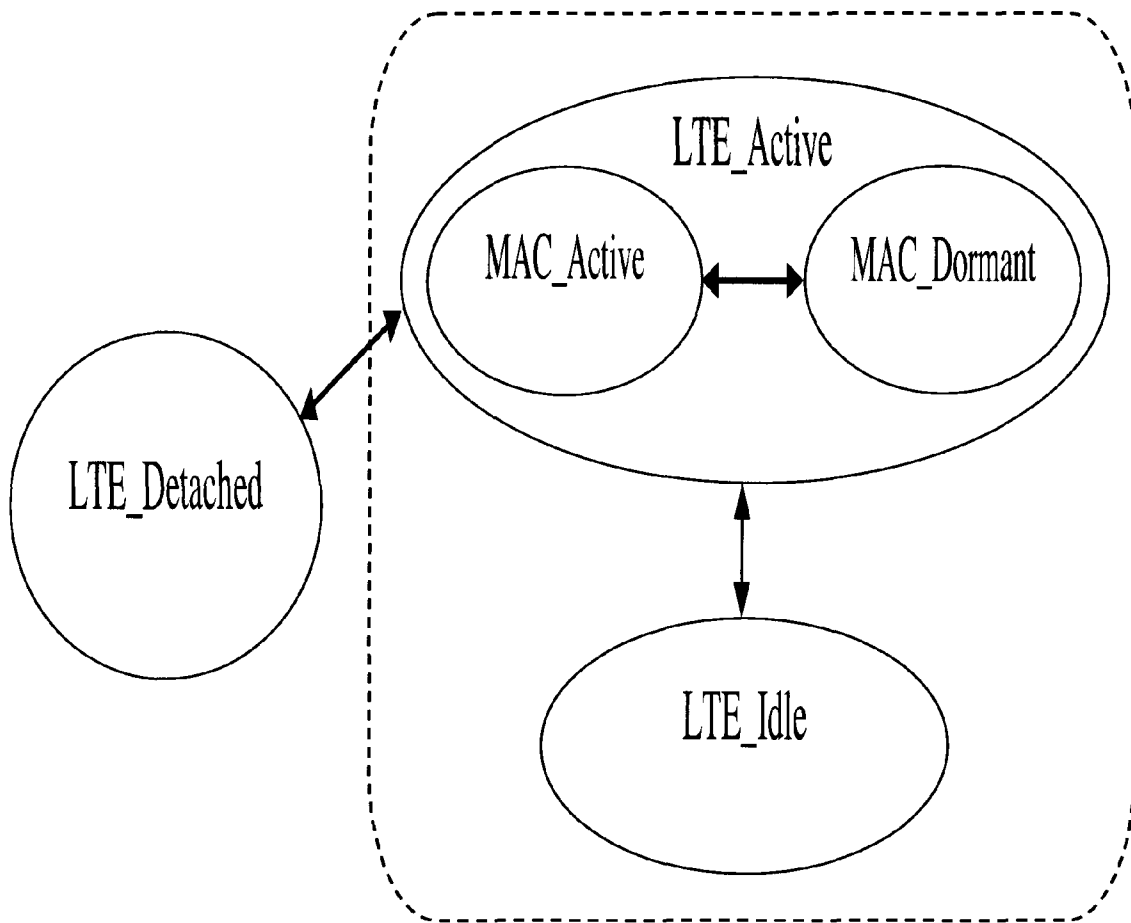 LTE_Active
MAC_Active
MAC_Dormant
LTE_Detached
LTE_Idle